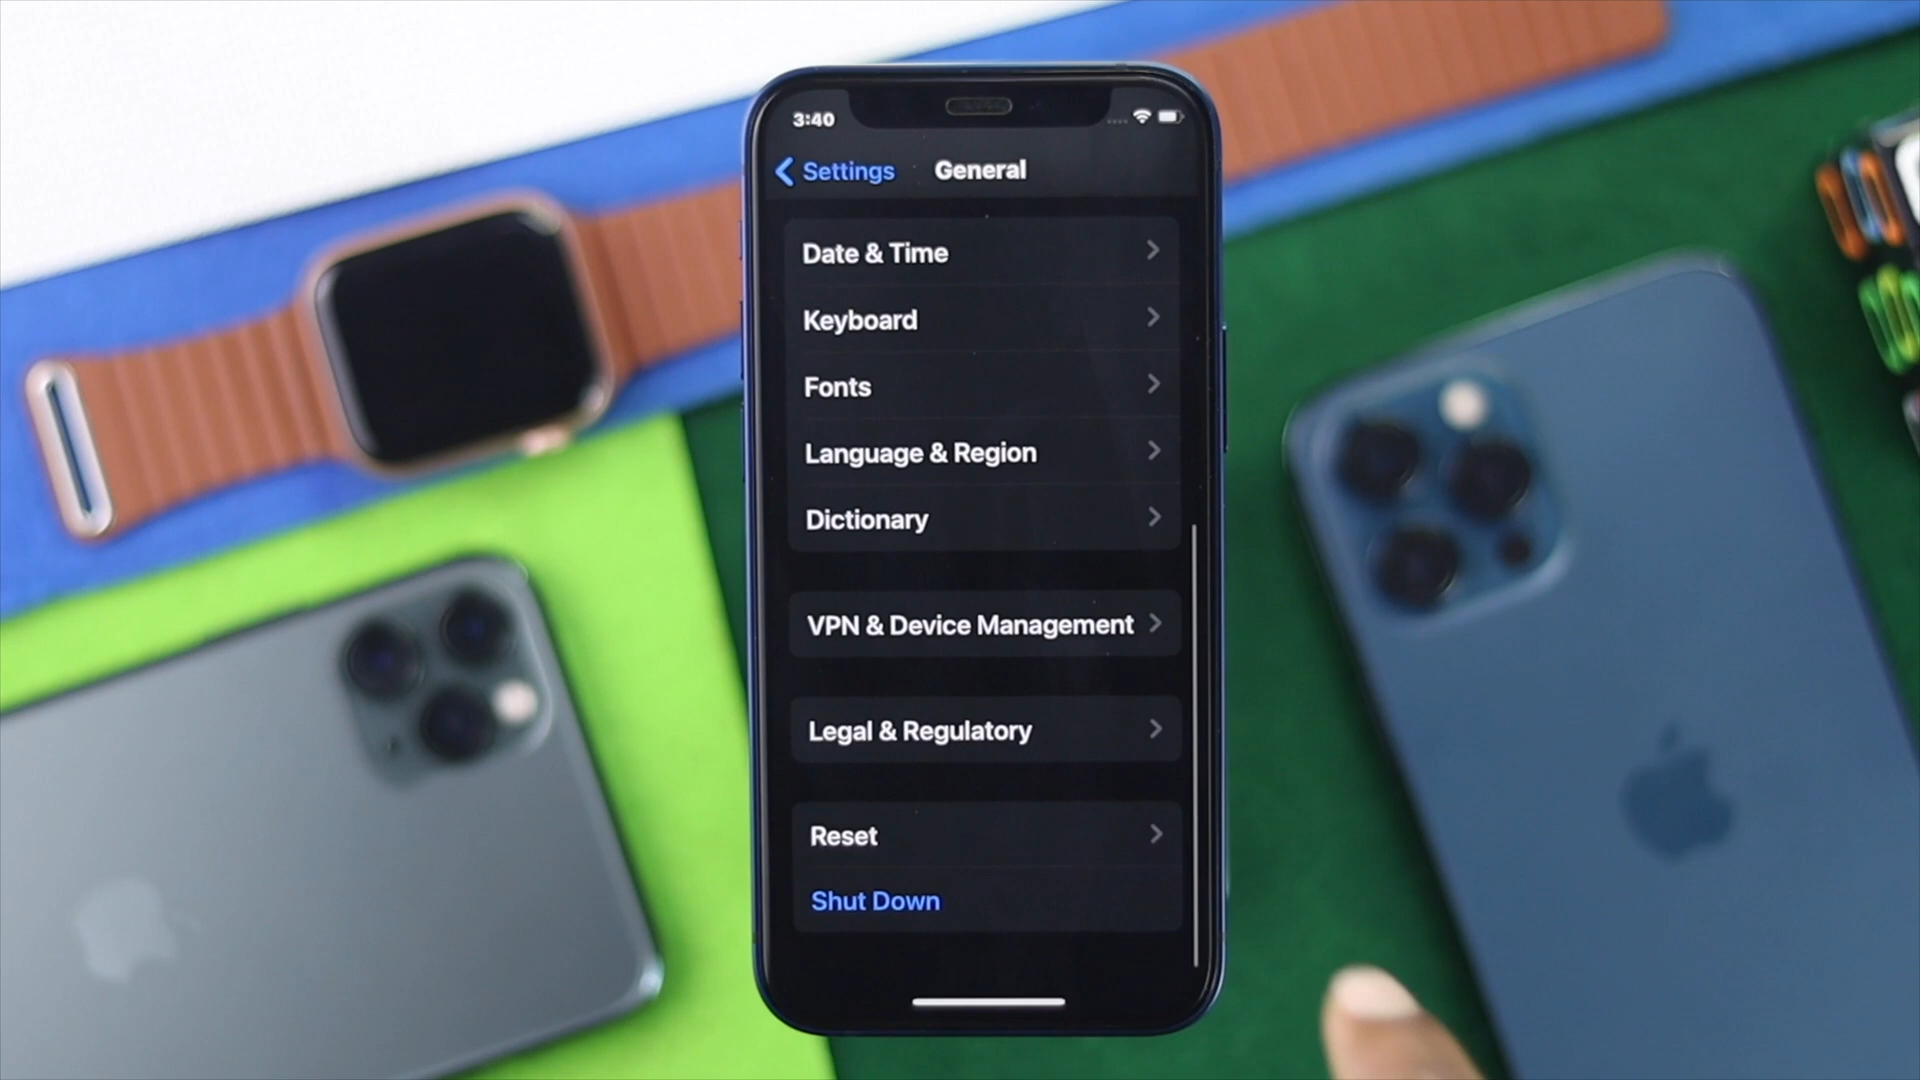 3:40
Settings
General
Date & Time
Keyboard
Fonts
Language & Region
Dictionary
VPN & Device Management
Legal & Regulatory
Reset
Shut Down